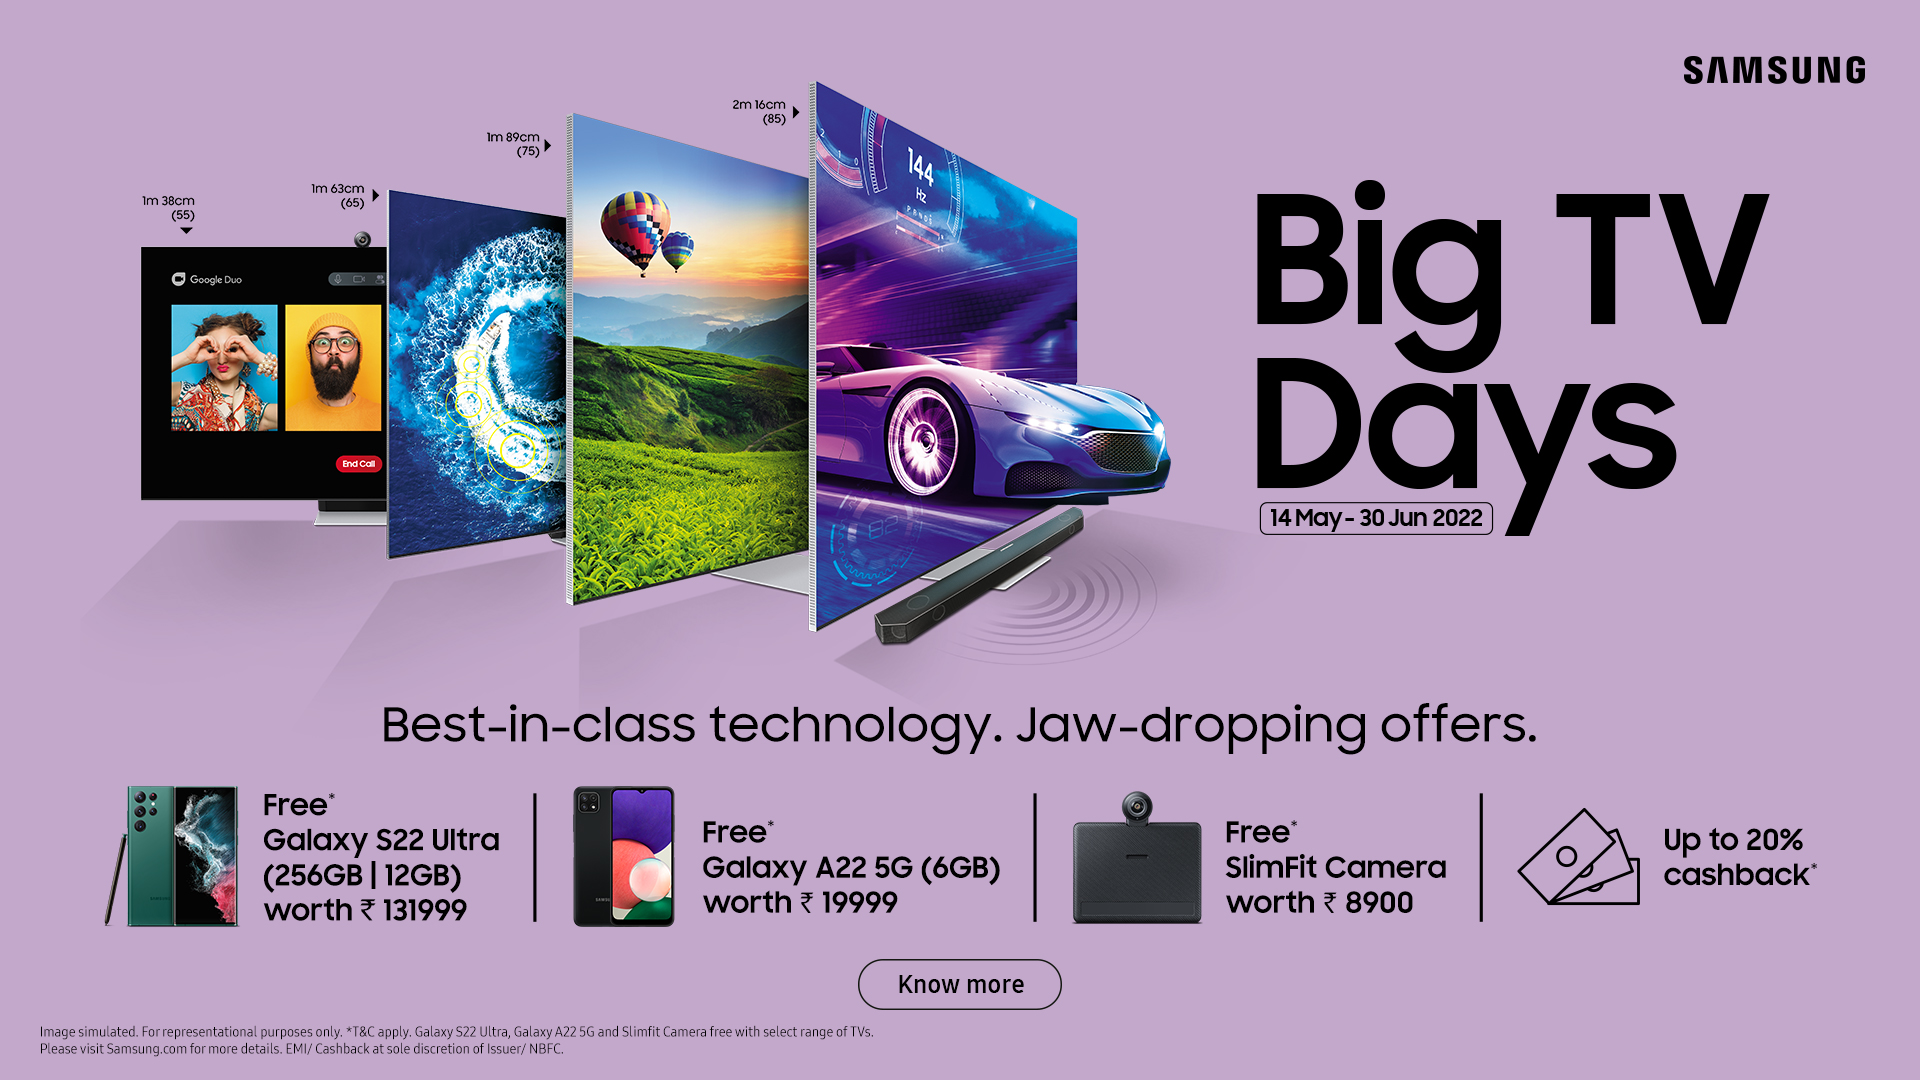 SAMSUNG
2m 16cm
(85)
1m 89cm
(75)
1m 63cm
(65)
1m 38cm
(55)
Google Duo
End Call
144
Hz
Big TV
Days
14 May - 30 Jun 2022
Best-in-class technology. Jaw-dropping offers.
Free*
Galaxy S22 Ultra
(256GB | 12GB)
worth ₹ 131999
Free*
Galaxy A22 5G (6GB)
worth ₹ 19999
Free*
SlimFit Camera
worth ₹ 8900
Up to 20%
cashback*
Know more
Image simulated. For representational purposes only. *T&C apply. Galaxy S22 Ultra, Galaxy A22 5G and Slimfit Camera free with select range of TVs.
Please visit Samsung.com for more details. EMI/ Cashback at sole discretion of Issuer/ NBFC.